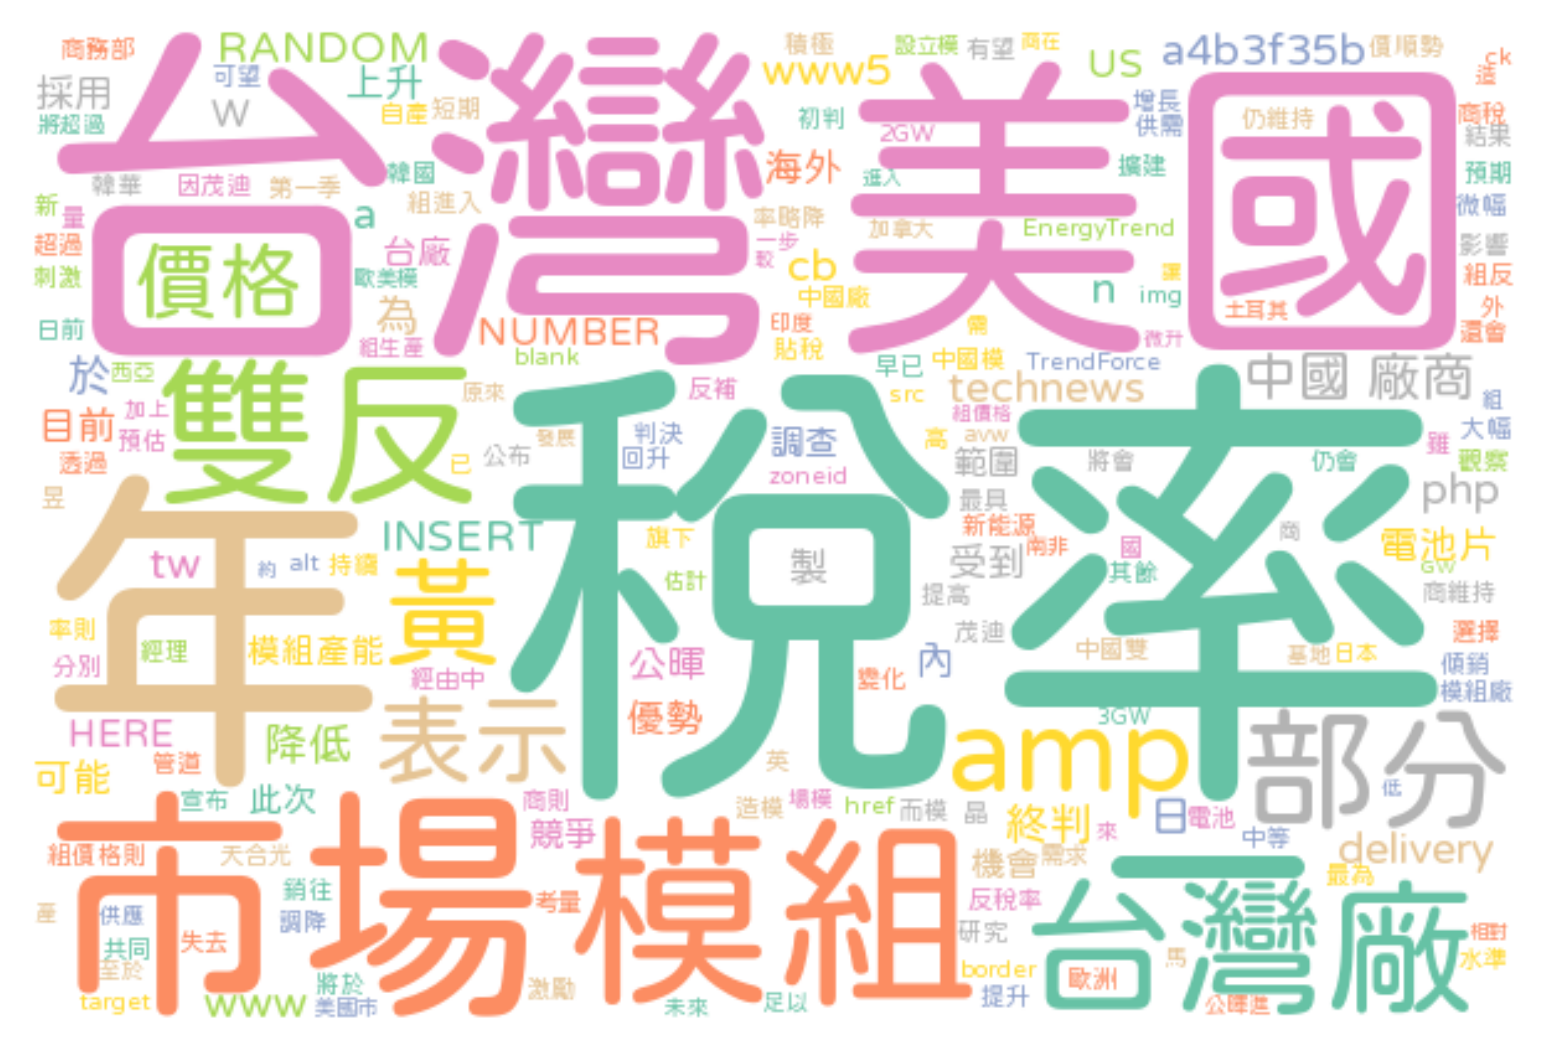 商務部
RANDOM
積極
設立模
有望
商在
US
a4b3f35b
價順勢
ck
造
採用
可望
上升
www5
W
自產
短期
台灣
美國
增長
商稅
將超過
初判
2GW
供需
仍維持
結果
韓華
因茂迪
第一季
韓國
海外
進入
擴建
預期
新
量
a
組進入
率略降
加拿大
EnergyTrend
微幅
超過
價格
台廠
一步
較
影響
刺激
歐美模
cb
中國廠
n
img
讓
組反
日前
為
NUMBER
印度
需
土耳其
外
還會
組生產
blank
貼稅
微升
於
西亞
雙反
原來
反補
早已
中國模
TrendForce
中國 廠商
src
technews
組
目前
加上
預估
稅率
判決
調查
高
組價格
avw
大幅
雖
透過
發展
已
公布
回升
zoneid
範圍
將會
仍會
觀察
昱
年
最具
php
INSERT
旗下
製
新能源
南非
國
商
電池片
tw
約
alt
持續
黃
估計
受到
其餘
GW
提高
商維持
率則
經理
模組產能
茂迪
選擇
分別
經由中
公暉
內
中國雙
基地
日本
傾銷
變化
模組廠
HERE
降低
表示
優勢
amp
3GW
部分
可能
管道
英
宣布
此次
商則
造模
場模
href
而模
晶
終判
日
電池
低
來
中等
市場
模組
競爭
delivery
組價格則
天合光
機會
需求
最為
銷往
考量
反稅率
台灣廠
產
供應
調降
共同
失去
研究
相對
至於
將於
激勵
border
歐洲
馬
水準
target
www
美國市
未來
足以
提升
公暉進